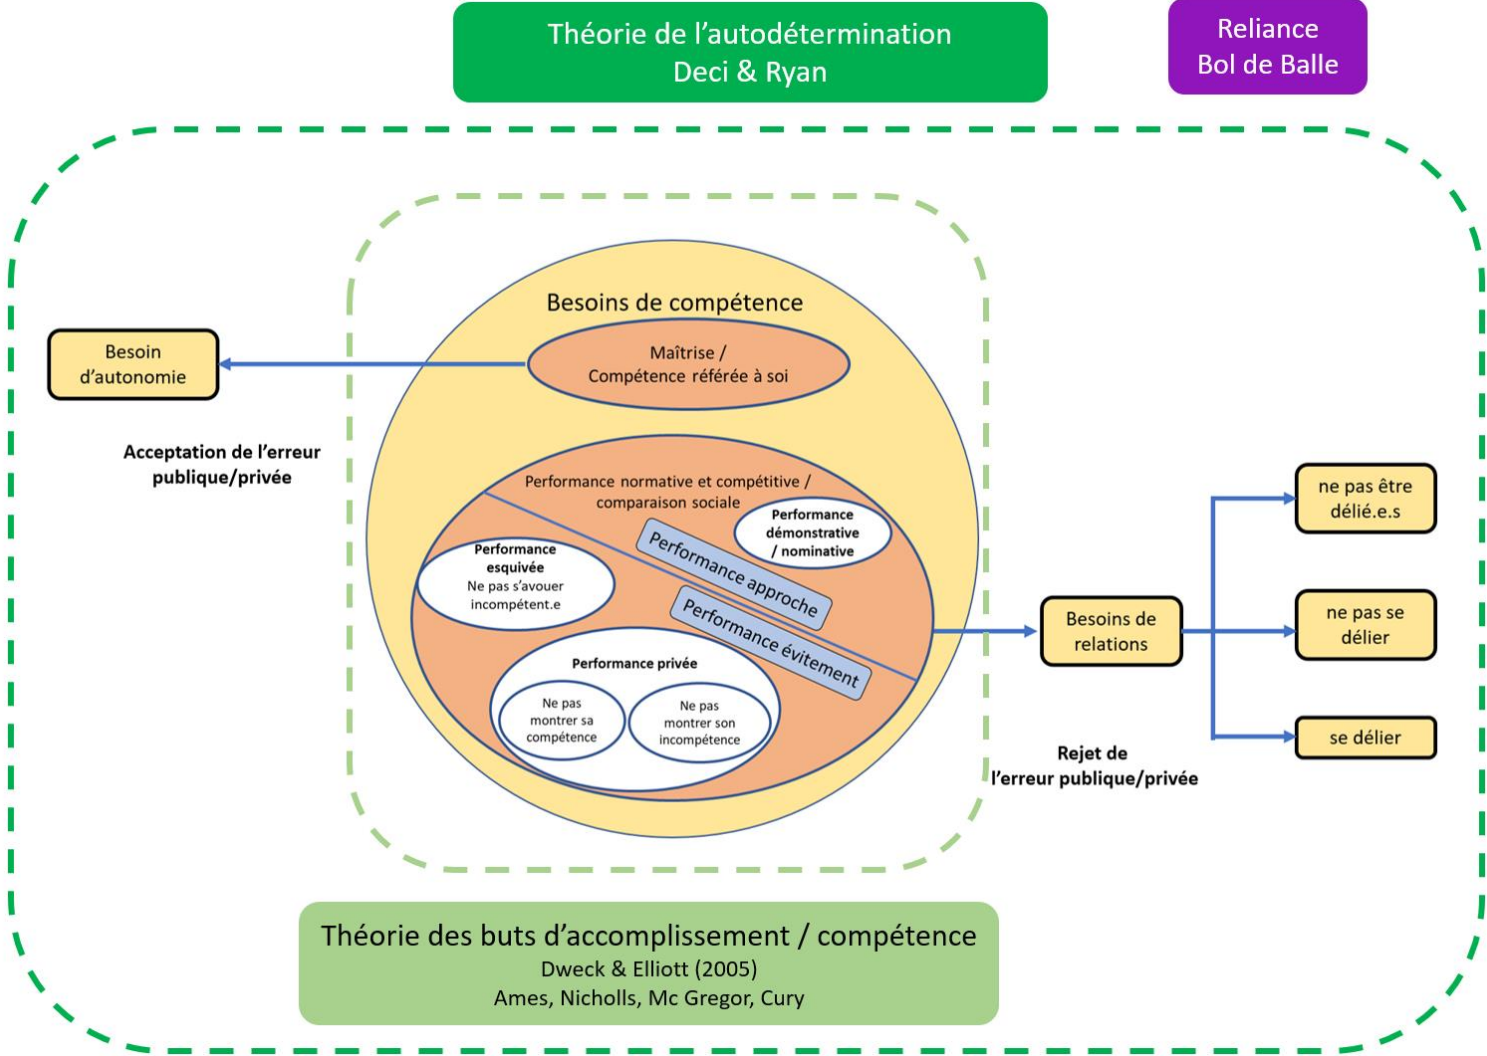 Théorie de l'autodétermination
Deci & Ryan
Reliance
Bol de Balle
Besoins de compétence
Maîtrise /
Compétence référée à soi
Besoin
d'autonomie
Acceptation de l'erreur
publique/privée
Performance normative et compétitive /
comparaison sociale
Performance
démonstrative
/ nominative
Performance
esquivée
Ne pas s'avouer
incompétent.e
Performance approche
Performance évitement
Performance privée
Ne pas
montrer sa
compétence
Ne pas
montrer son
incompétence
Besoins de
relations
ne pas être
délié.e.s
ne pas se
délier
se délier
Rejet de
l'erreur publique/privée
Théorie des buts d'accomplissement / compétence
Dweck & Elliott (2005)
Ames, Nicholls, Mc Gregor, Cury